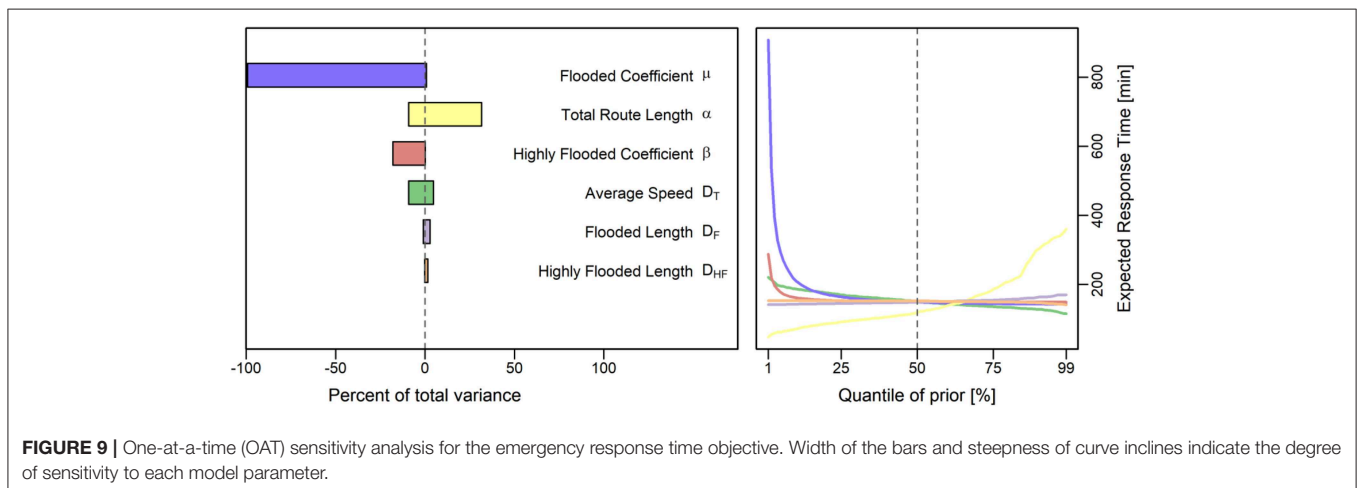 Flooded Coefficient μ
Total Route Length α
Highly Flooded Coefficient β
Average Speed D_T
Flooded Length D_F
Highly Flooded Length D_HF
-100 -50 0 50 100
Percent of total variance
1 25 50 75 99
Quantile of prior [%]
200 400 600 800
Expected Response Time [min]
FIGURE 9 | One-at-a-time (OAT) sensitivity analysis for the emergency response time objective. Width of the bars and steepness of curve inclines indicate the degree
of sensitivity to each model parameter.